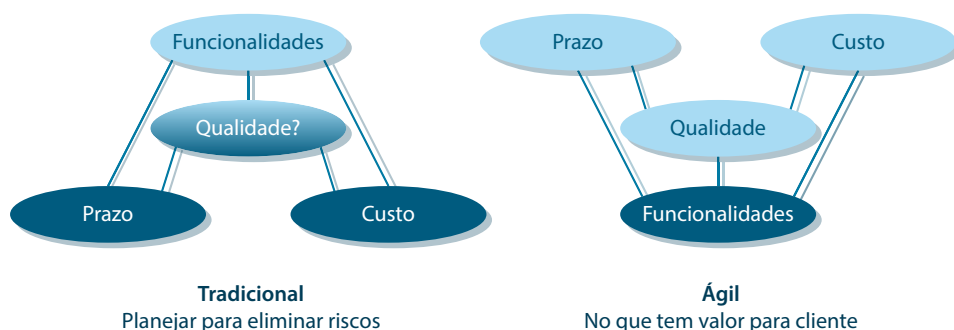 Funcionalidades
Qualidade?
Prazo
Custo
Tradicional
Planejar para eliminar riscos
Prazo
Custo
Qualidade
Funcionalidades
Ágil
No que tem valor para cliente